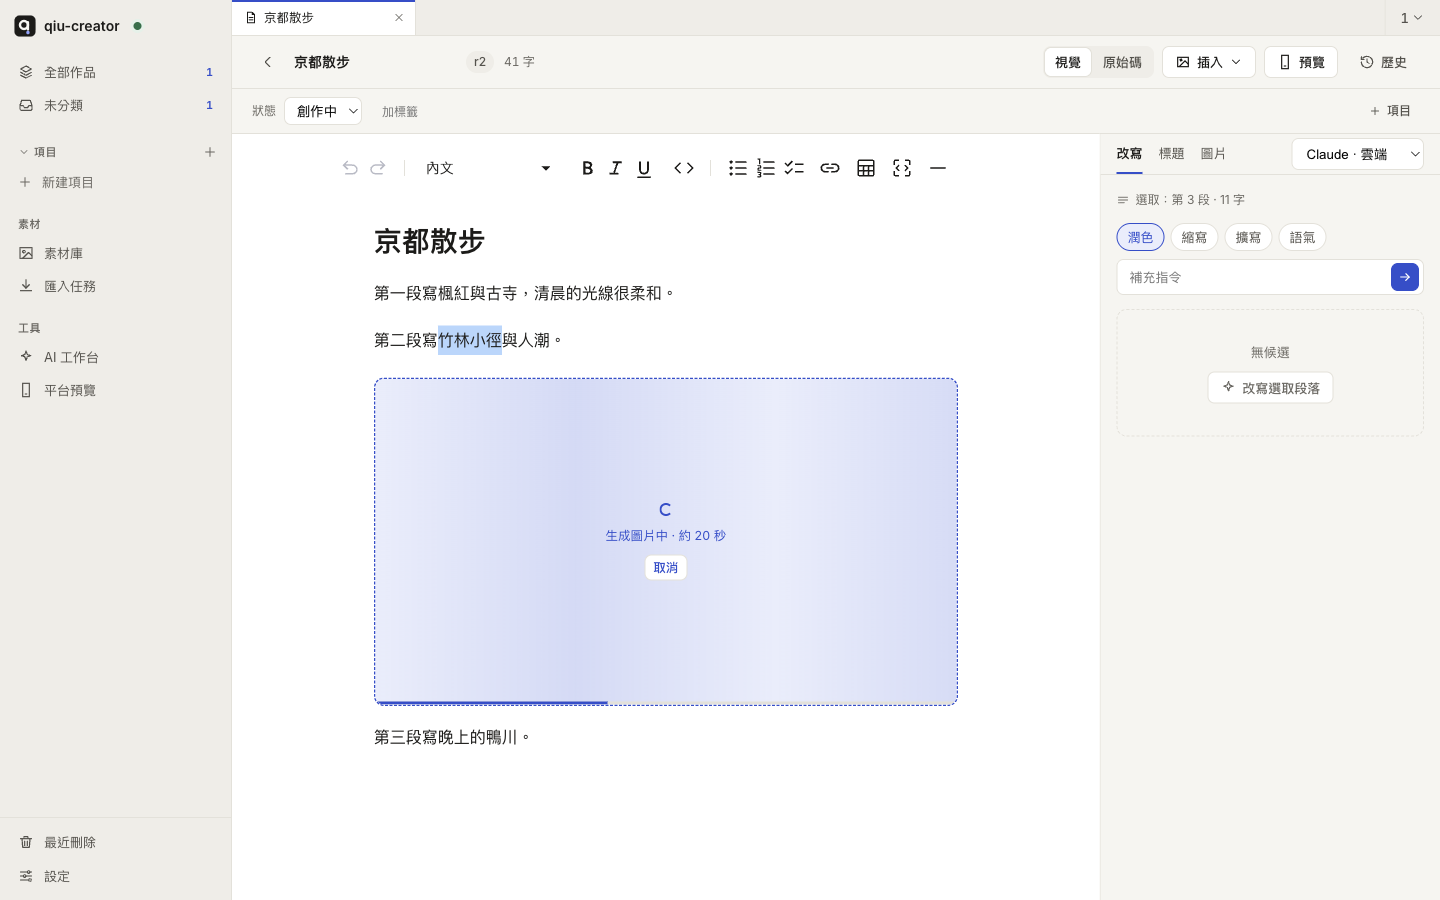 qiu-creator
全部作品 1
未分類 1
項目
新建項目
素材
素材庫
匯入任務
工具
AI 工作台
平台預覽
最近刪除
設定
京都散步
1
京都散步
r2 41 字
視覺 原始碼 插入 預覽 歷史
狀態 創作中 加標籤 項目
內文 B I U
京都散步
第一段寫楓紅與古寺，清晨的光線很柔和。
第二段寫竹林小徑與人潮。
生成圖片中 · 約 20 秒
取消
第三段寫晚上的鴨川。
改寫 標題 圖片 Claude · 雲端
選取：第 3 段 · 11 字
潤色 縮寫 擴寫 語氣
補充指令
無候選
改寫選取段落